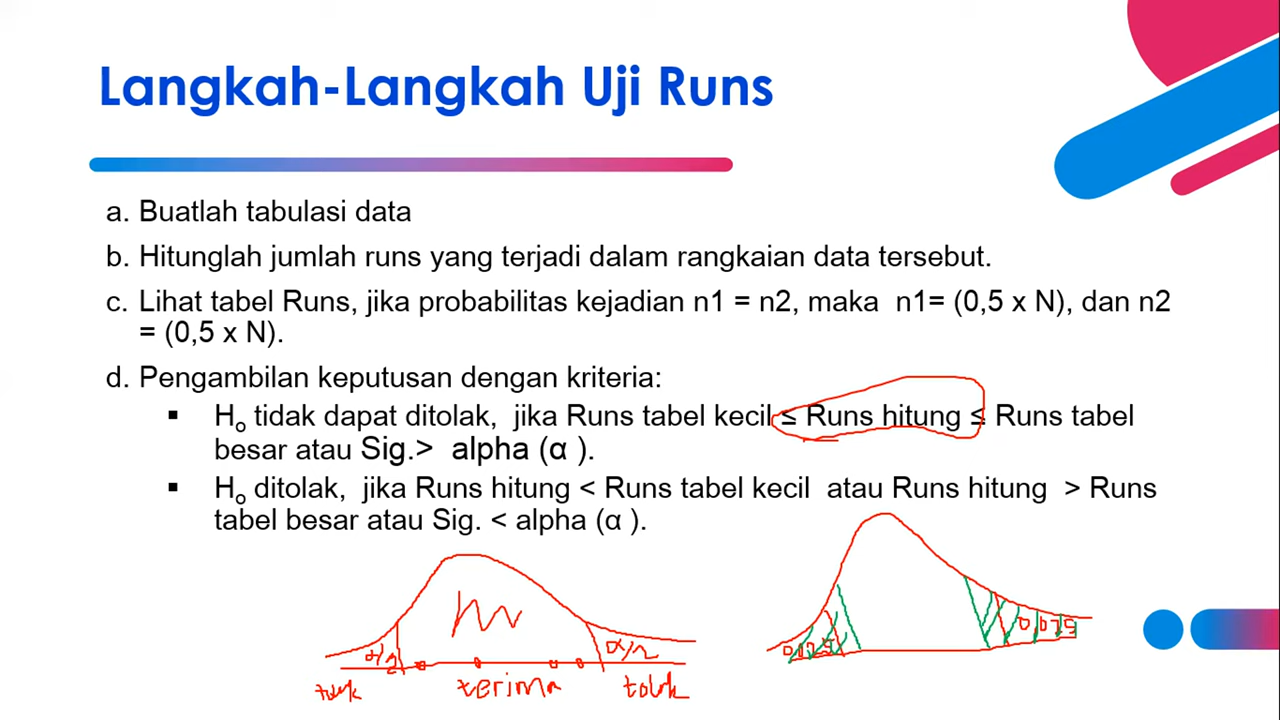 Langkah-Langkah Uji Runs
a. Buatlah tabulasi data
b. Hitunglah jumlah runs yang terjadi dalam rangkaian data tersebut.
c. Lihat tabel Runs, jika probabilitas kejadian n1 = n2, maka n1= (0,5 x N), dan n2
= (0,5 x N).
d. Pengambilan keputusan dengan kriteria:
▪ Ho tidak dapat ditolak, jika Runs tabel kecil ≤ Runs hitung ≤ Runs tabel
besar atau Sig.> alpha (α ).
▪ Ho ditolak, jika Runs hitung < Runs tabel kecil atau Runs hitung > Runs
tabel besar atau Sig. < alpha (α ).
α/2 α/2
terima tolak
0,025